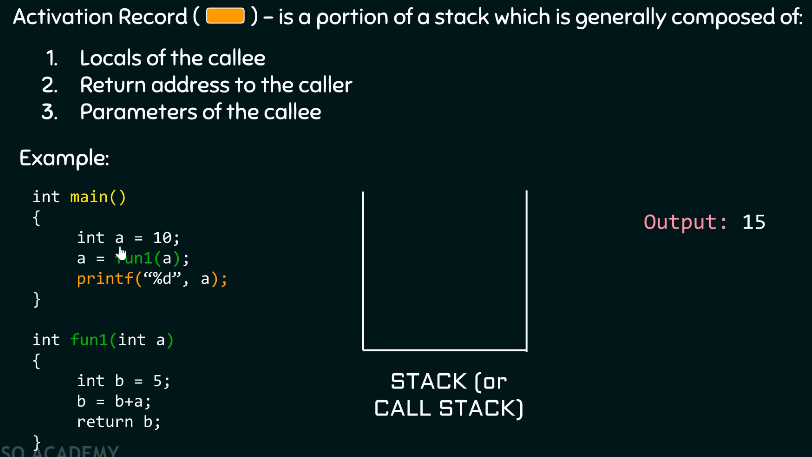 Activation Record ( ) – is a portion of a stack which is generally composed of:
1. Locals of the callee
2. Return address to the caller
3. Parameters of the callee
Example:
int main()
{
int a = 10;
a = fun1(a);
printf(“%d”, a);
}
int fun1(int a)
{
int b = 5;
b = b+a;
return b;
}
STACK (or
CALL STACK)
Output: 15
SO ACADEMY